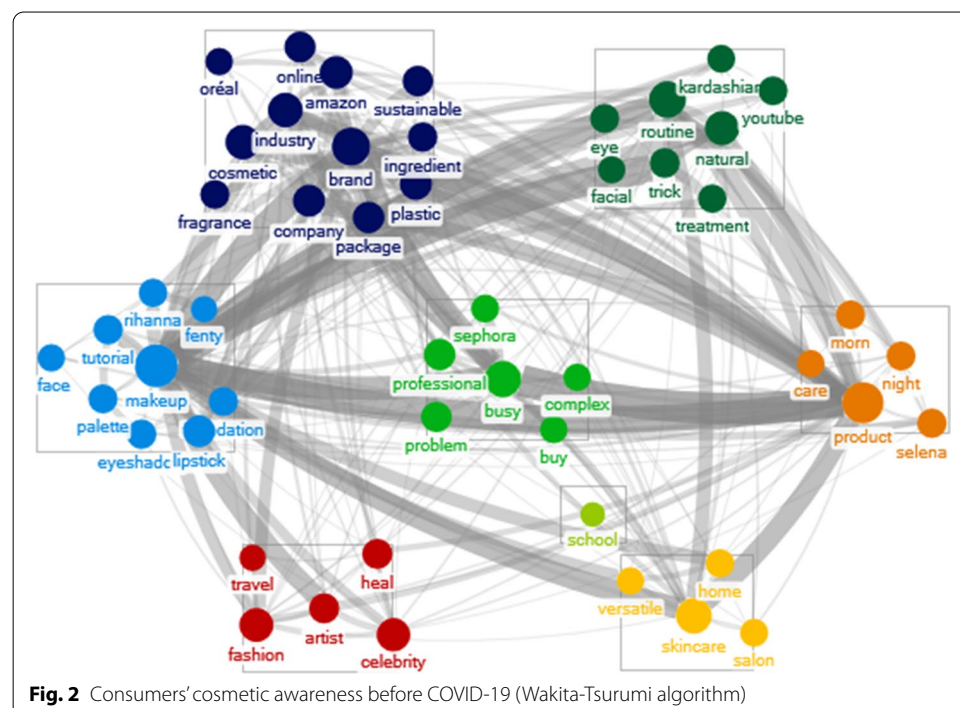 online
oréal
amazon
sustainable
industry
cosmetic
brand
ingredient
fragrance
company
plastic
package
kardashian
youtube
routine
eye
natural
facial
trick
treatment
rihanna
fenty
tutorial
face
makeup
palette
dation
eyeshadc
lipstick
sephora
professional
busy
complex
problem
buy
morn
care
night
product
selena
school
travel
heal
artist
fashion
celebrity
home
versatile
skincare
salon
Fig. 2 Consumers' cosmetic awareness before COVID-19 (Wakita-Tsurumi algorithm)